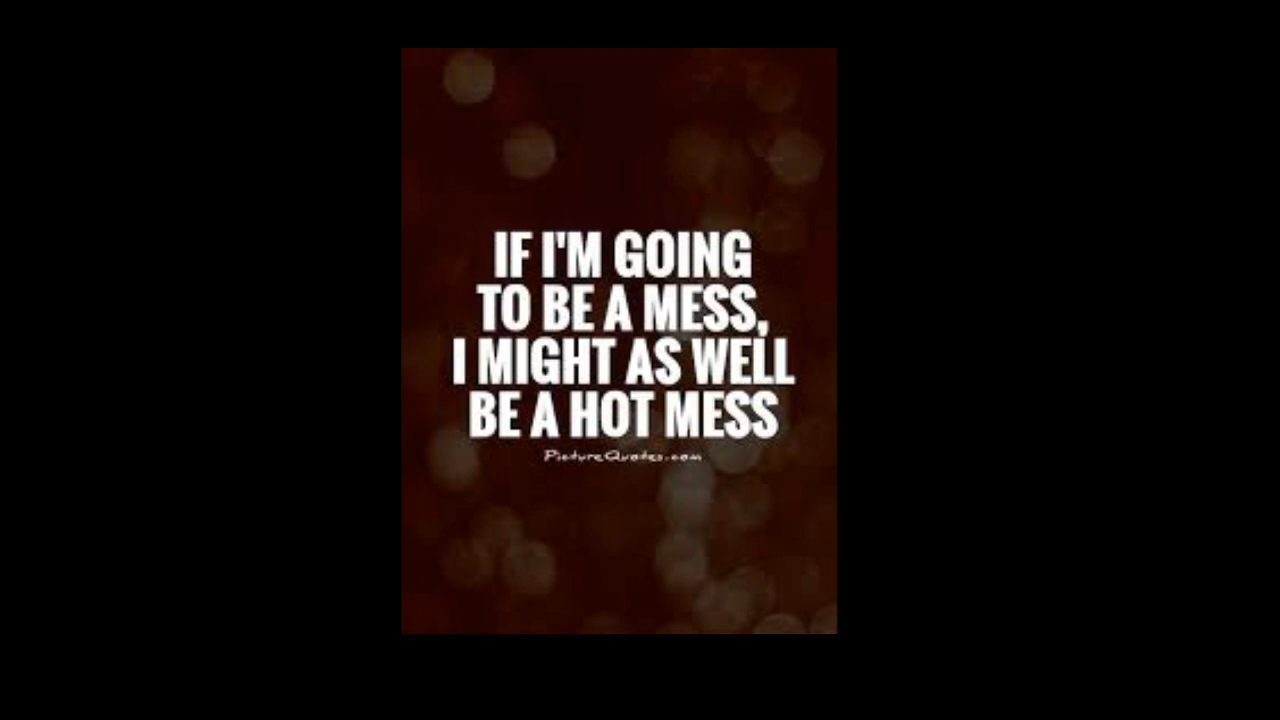 IF I'M GOING
TO BE A MESS,
I MIGHT AS WELL
BE A HOT MESS
PictureQuotes.com